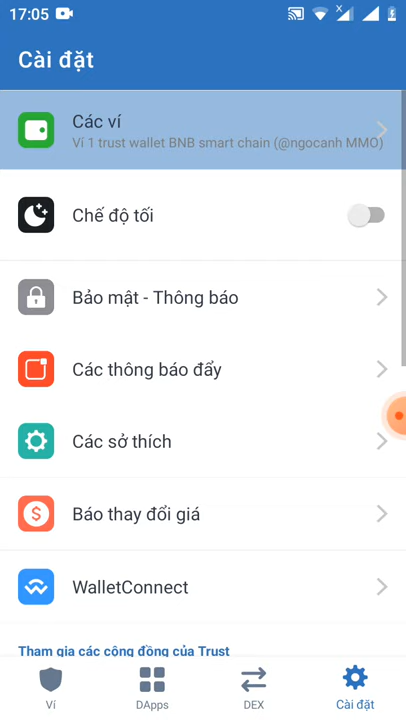 17:05
Cài đặt
Các ví
Ví 1 trust wallet BNB smart chain (@ngocanh MMO)
Chế độ tối
Bảo mật - Thông báo
Các thông báo đẩy
Các sở thích
Báo thay đổi giá
WalletConnect
Tham gia các cộng đồng của Trust
Ví DApps DEX Cài đặt